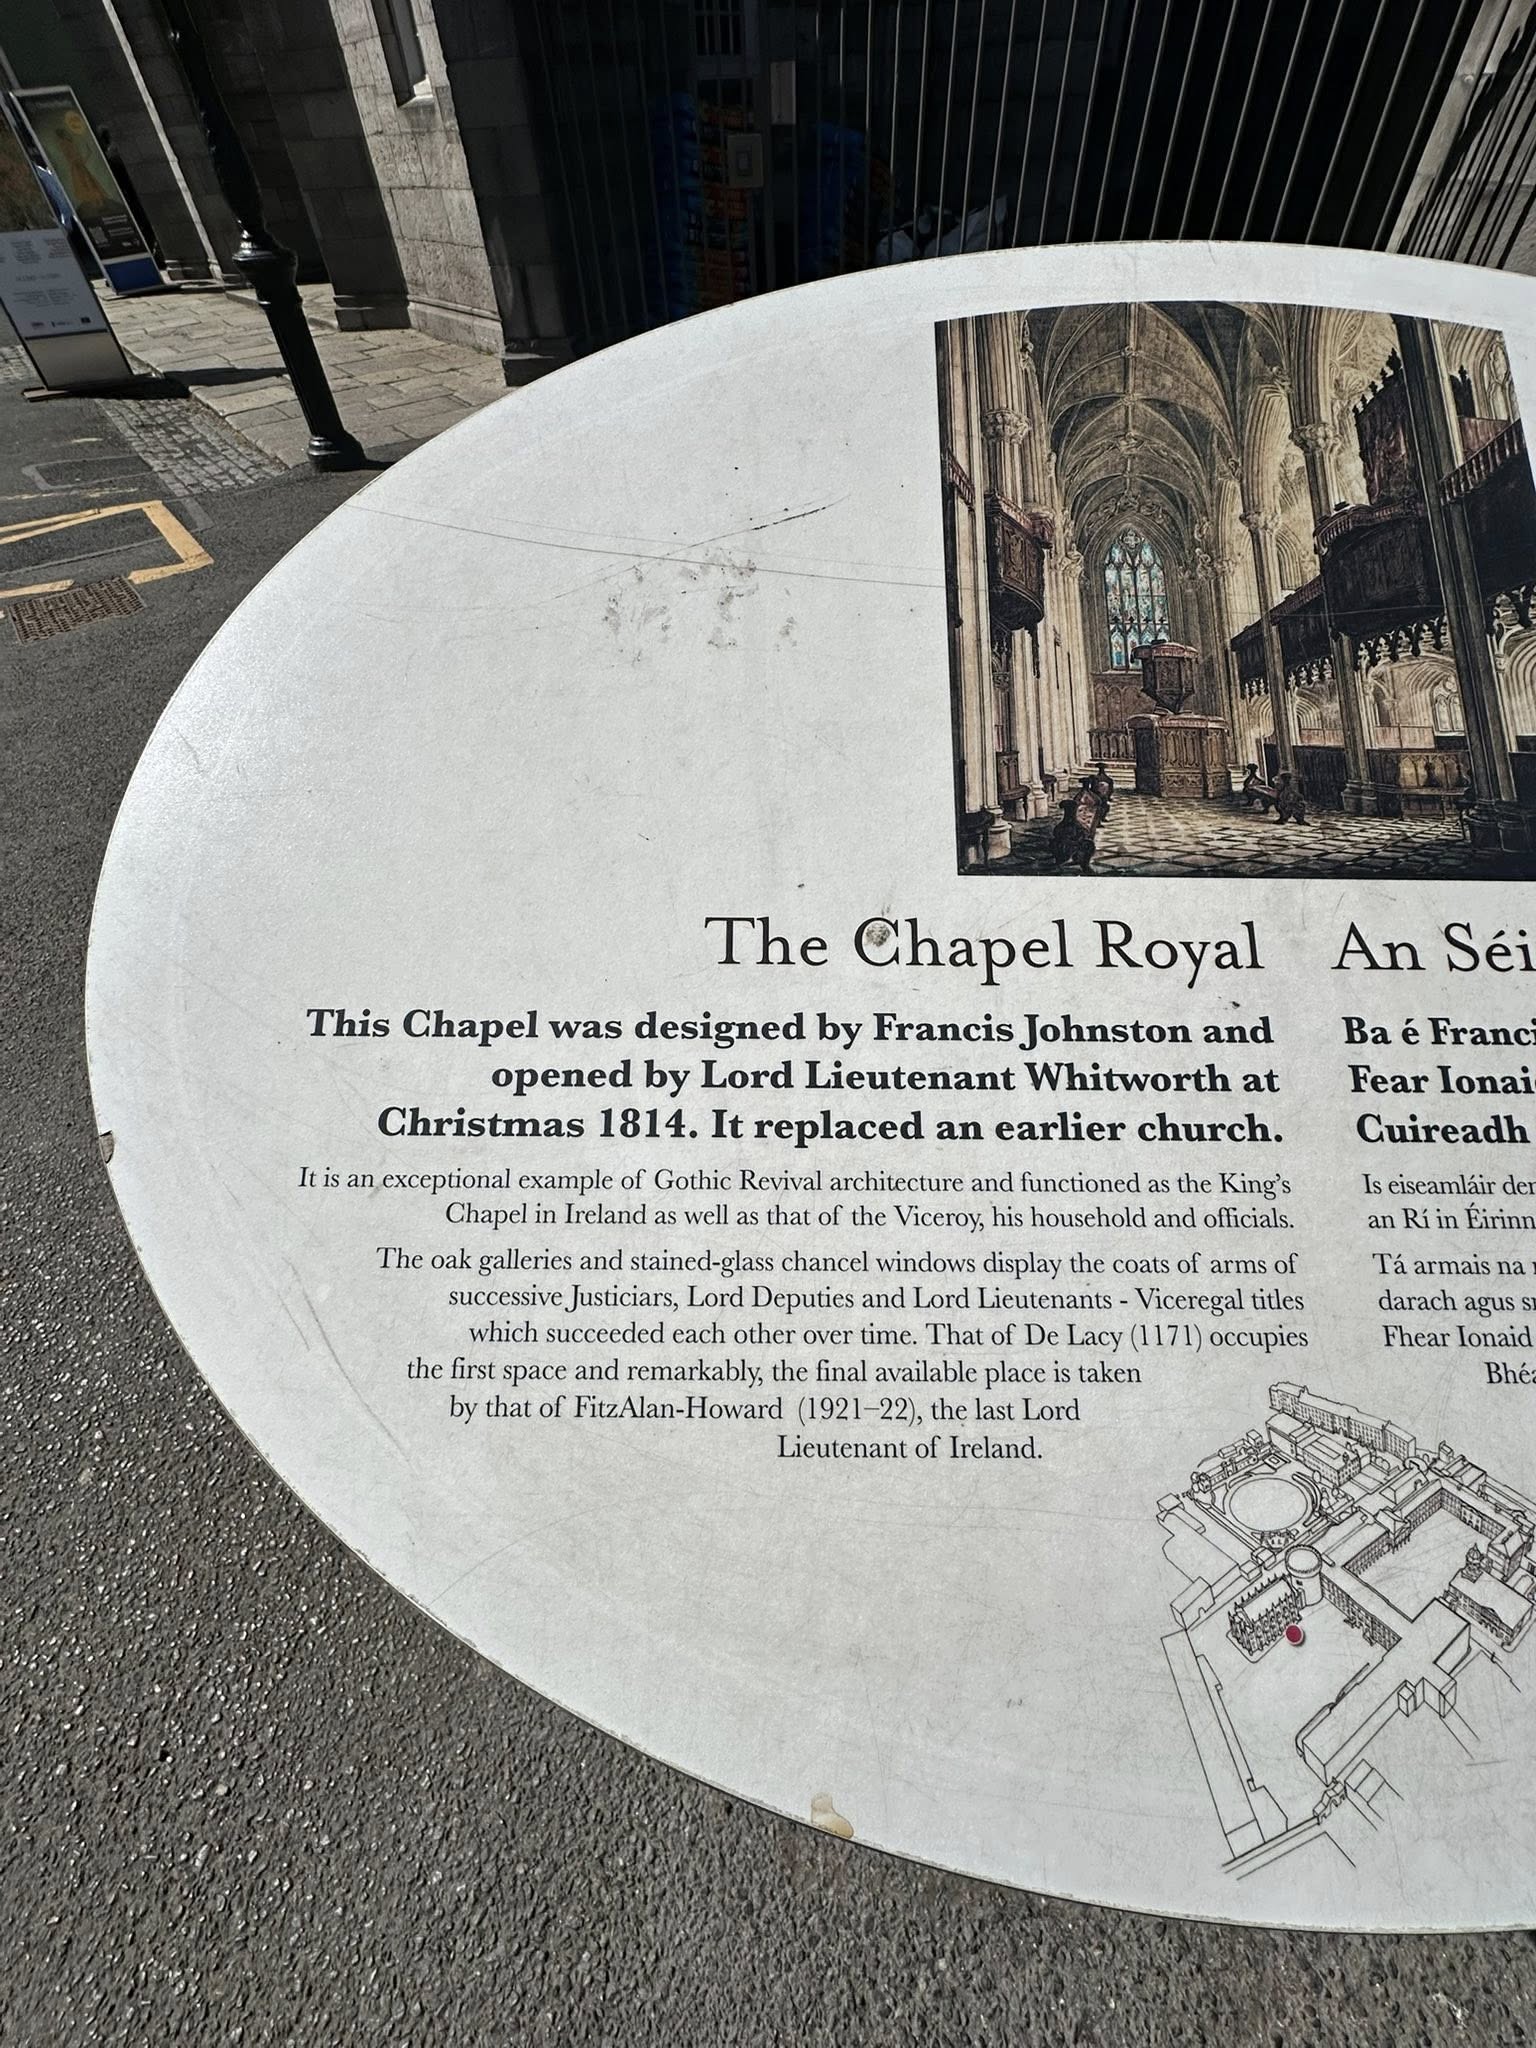 The Chapel Royal
This Chapel was designed by Francis Johnston and
opened by Lord Lieutenant Whitworth at
Christmas 1814. It replaced an earlier church.
It is an exceptional example of Gothic Revival architecture and functioned as the King's
Chapel in Ireland as well as that of the Viceroy, his household and officials.
The oak galleries and stained-glass chancel windows display the coats of arms of
successive Justiciars, Lord Deputies and Lord Lieutenants - Viceregal titles
which succeeded each other over time. That of De Lacy (1171) occupies
the first space and remarkably, the final available place is taken
by that of FitzAlan-Howard (1921–22), the last Lord
Lieutenant of Ireland.
An
Ba é
Fear
Cuireadh
Is eiseamláir
an Rí in
Tá armais na
darach agus
Fhear Ionaid